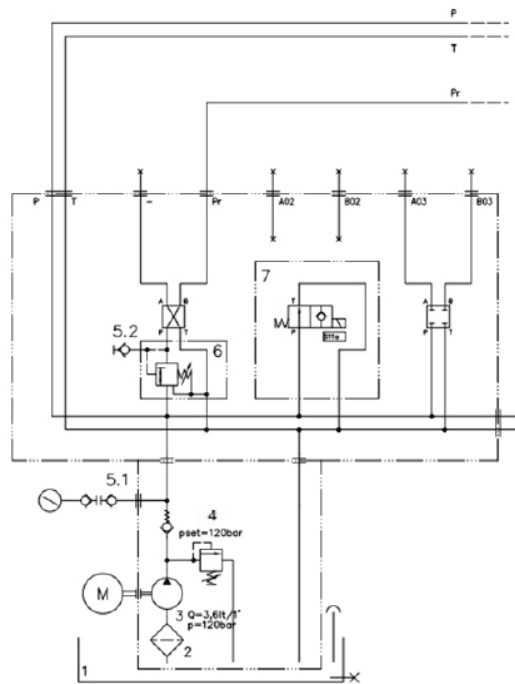 P
T
Pr
P
T
-
Pr
A02
B02
A03
B03
7
5.2
A
B
P
T
6
T
P
S11a
A
B
P
T
5.1
4
pset=120bar
M
3
Q=3,6lt/1'
p=120bar
2
1